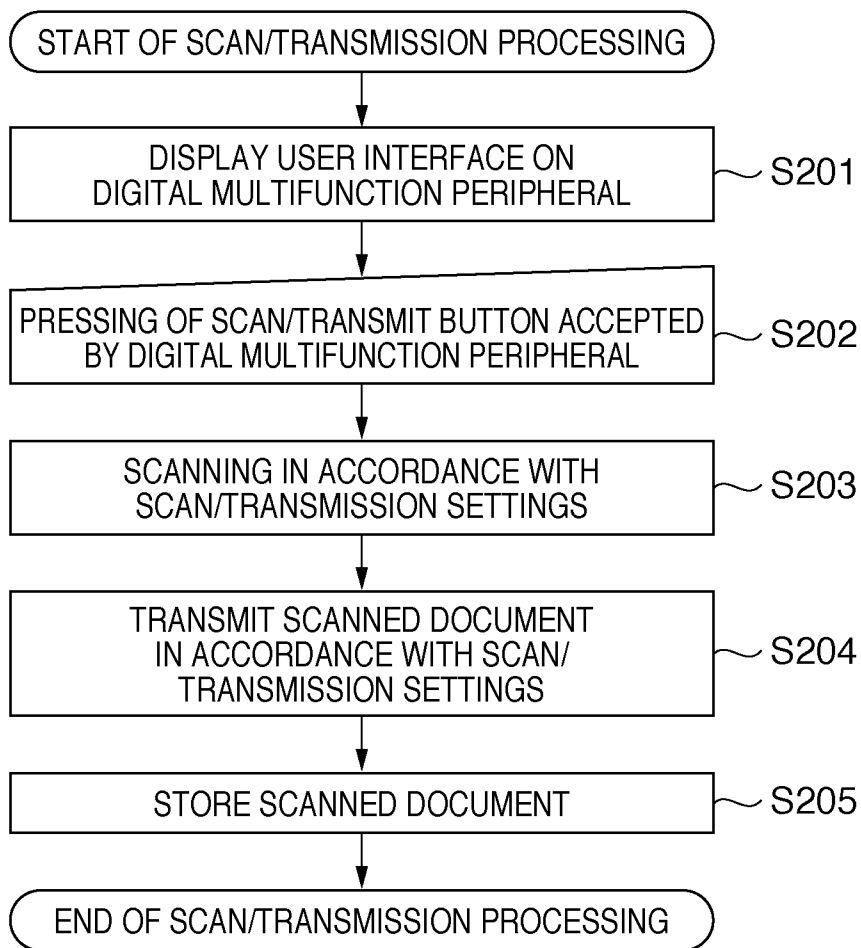 START OF SCAN/TRANSMISSION PROCESSING
DISPLAY USER INTERFACE ON
DIGITAL MULTIFUNCTION PERIPHERAL
S201
PRESSING OF SCAN/TRANSMIT BUTTON ACCEPTED
BY DIGITAL MULTIFUNCTION PERIPHERAL
S202
SCANNING IN ACCORDANCE WITH
SCAN/TRANSMISSION SETTINGS
S203
TRANSMIT SCANNED DOCUMENT
IN ACCORDANCE WITH SCAN/
TRANSMISSION SETTINGS
S204
STORE SCANNED DOCUMENT
S205
END OF SCAN/TRANSMISSION PROCESSING